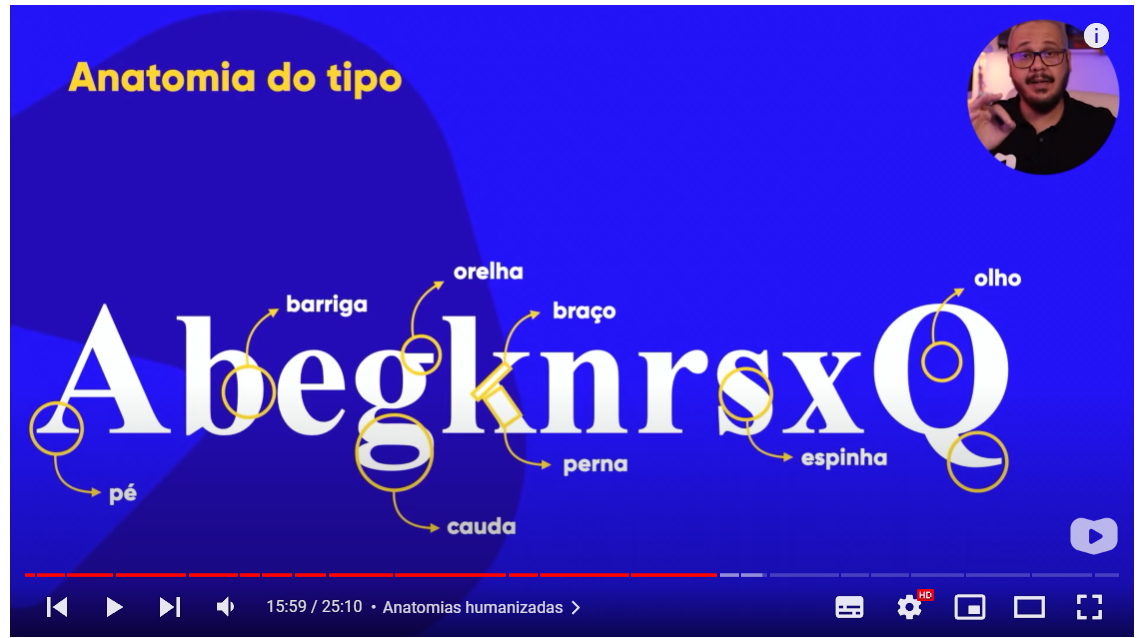 Anatomia do tipo
i
orelha
olho
barriga
braço
AbegknrsxQ
espinha
perna
pé
cauda
15:59 / 25:10 • Anatomias humanizadas
HD